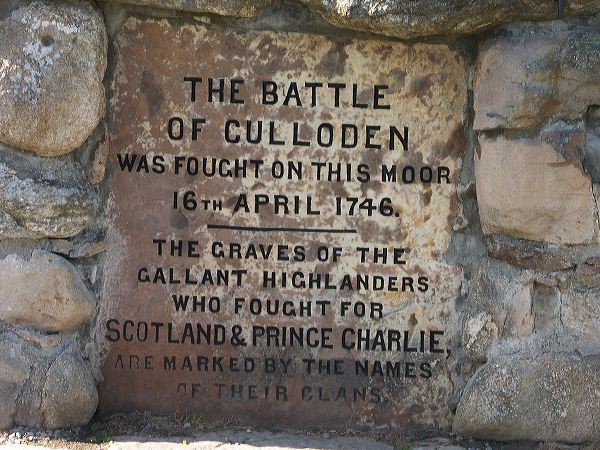 THE BATTLE
OF CULLODEN
WAS FOUGHT ON THIS MOOR
16TH APRIL 1746.
THE GRAVES OF THE
GALLANT HIGHLANDERS
WHO FOUGHT FOR
SCOTLAND & PRINCE CHARLIE,
ARE MARKED BY THE NAMES
OF THEIR CLANS.